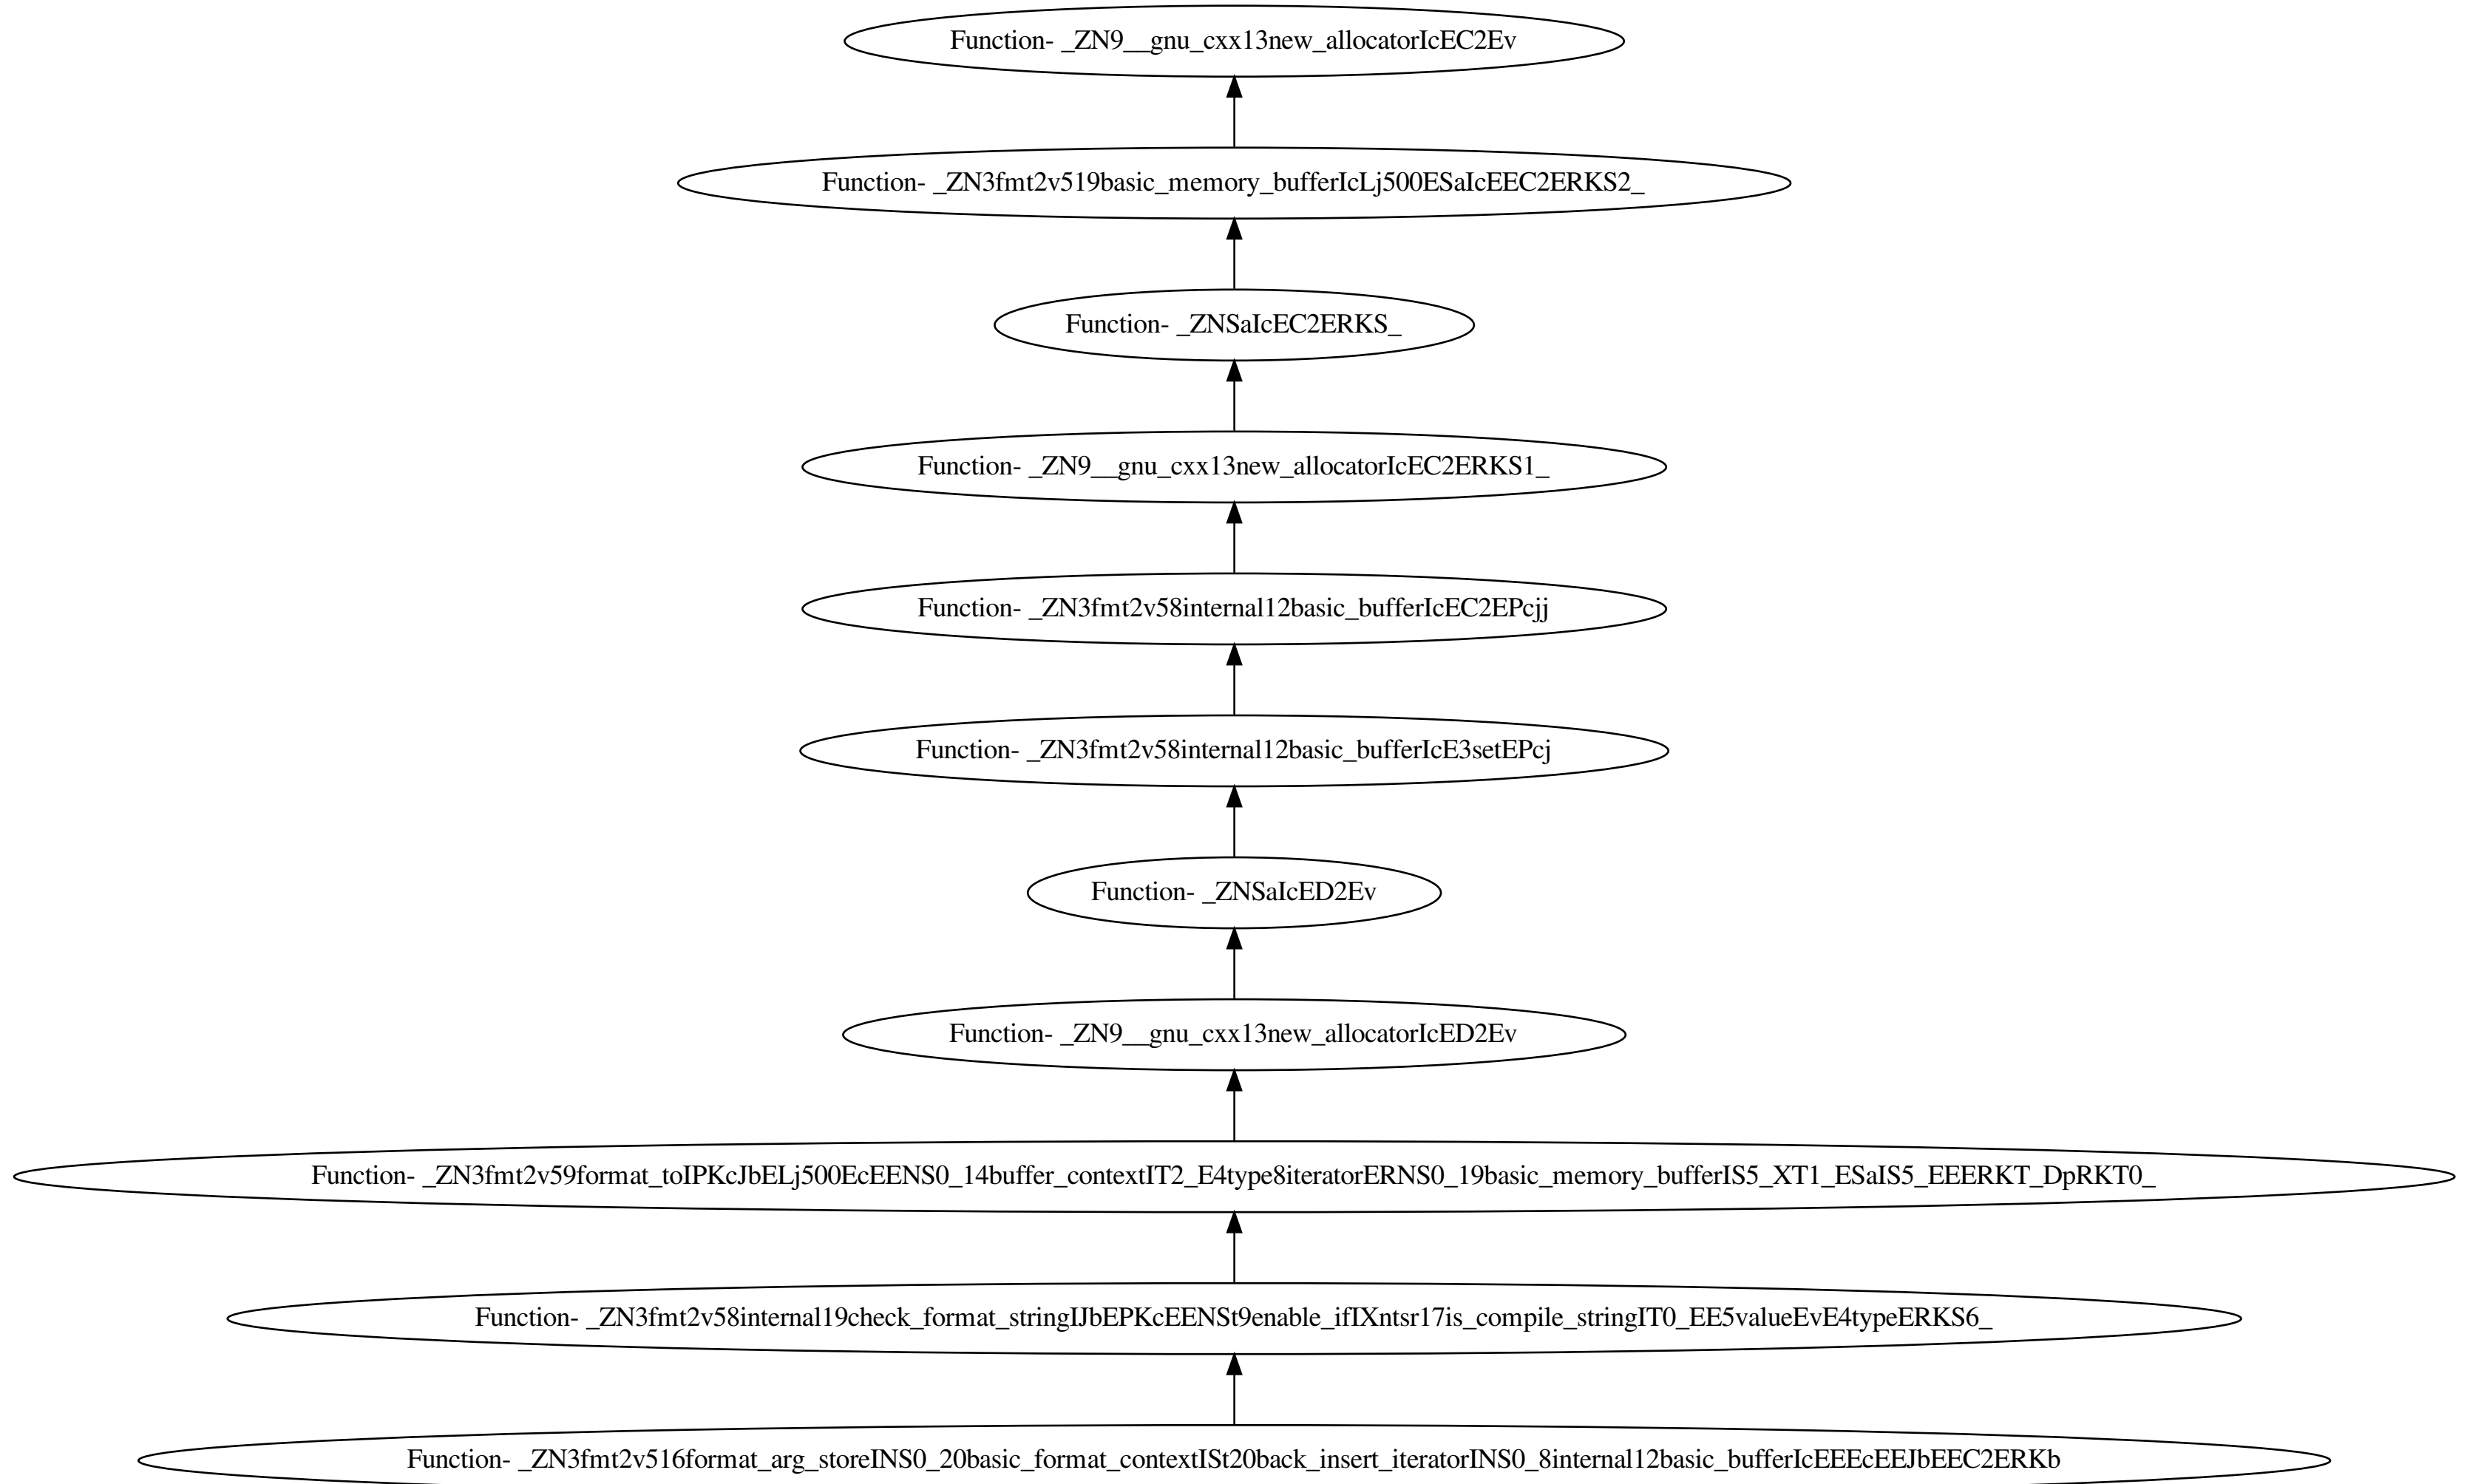 Function- _ZN9__gnu_cxx13new_allocatorIcEC2Ev
Function- _ZN3fmt2v519basic_memory_bufferIcLj500ESaIcEEC2ERKS2_
Function- _ZNSaIcEC2ERKS_
Function- _ZN9__gnu_cxx13new_allocatorIcEC2ERKS1_
Function- _ZN3fmt2v58internal12basic_bufferIcEC2EPcjj
Function- _ZN3fmt2v58internal12basic_bufferIcE3setEPcj
Function- _ZNSaIcED2Ev
Function- _ZN9__gnu_cxx13new_allocatorIcED2Ev
Function- _ZN3fmt2v59format_toIPKcJbELj500EcEENS0_14buffer_contextIT2_E4type8iteratorERNS0_19basic_memory_bufferIS5_XT1_ESaIS5_EEERKT_DpRKT0_
Function- _ZN3fmt2v58internal19check_format_stringIJbEPKcEENSt9enable_ifIXntsr17is_compile_stringIT0_EE5valueEvE4typeERKS6_
Function- _ZN3fmt2v516format_arg_storeINS0_20basic_format_contextISt20back_insert_iteratorINS0_8internal12basic_bufferIcEEEcEEJbEEC2ERKb